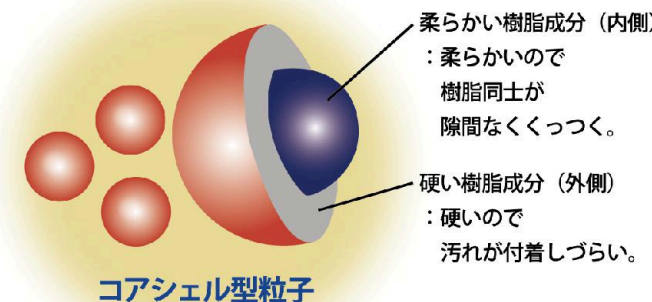 柔らかい樹脂成分（内側）
：柔らかいので
樹脂同士が
隙間なくくっつく。
硬い樹脂成分（外側）
：硬いので
汚れが付着しづらい。
コアシェル型粒子